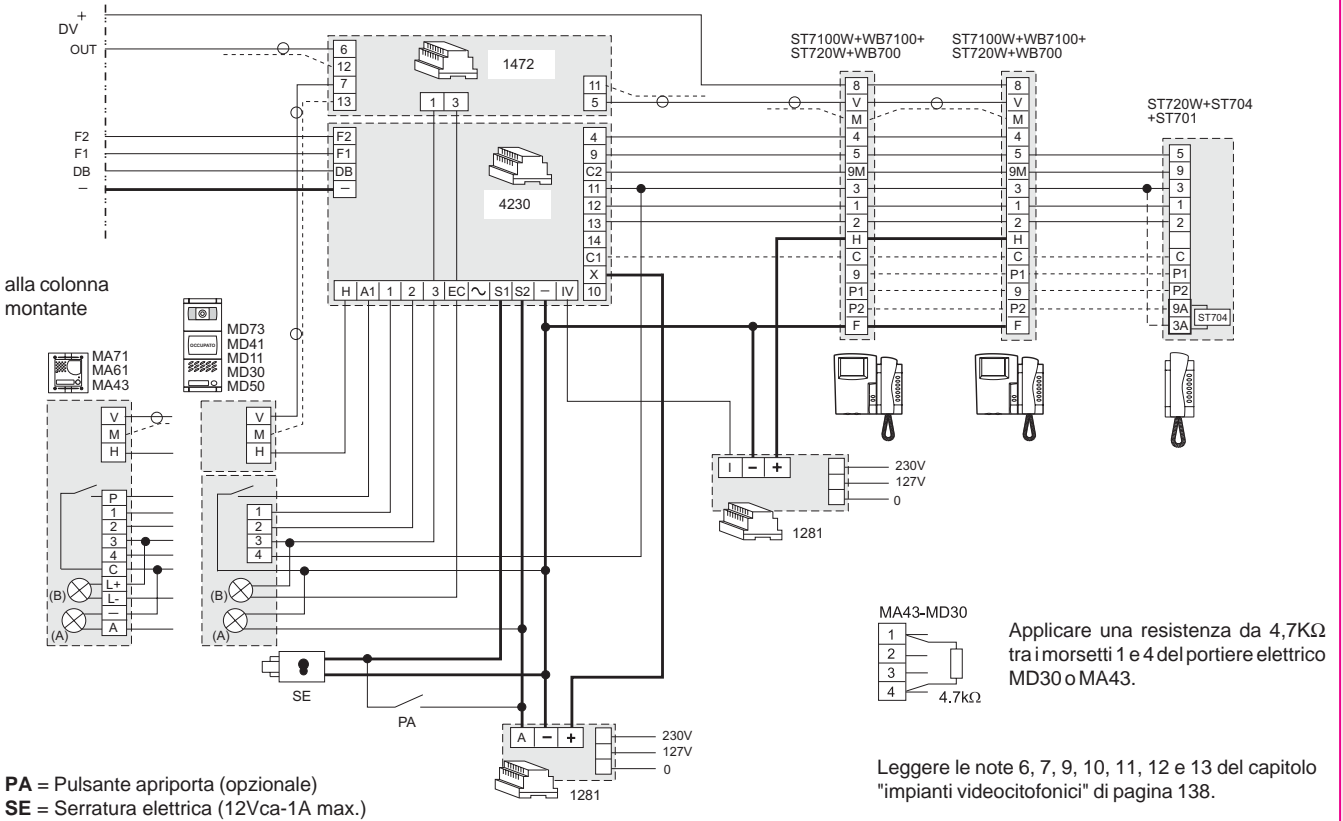 +
DV
OUT
F2
F1
DB
–
6
12
7
13
1472
1 3
11
5
F2
F1
DB
–
4230
4
9
C2
11
12
13
14
C1
X
10
H A1 1 2 3 EC ∿ S1 S2 – IV
ST7100W+WB7100+
ST720W+WB700
8
V
M
4
5
9M
3
1
2
H
C
9
P1
P2
F
ST7100W+WB7100+
ST720W+WB700
8
V
M
4
5
9M
3
1
2
H
C
P1
9
P2
F
ST720W+ST704
+ST701
5
9
3
1
2
C
P1
P2
9A
3A
ST704
alla colonna
montante
MA71
MA61
MA43
V
M
H
P
1
2
3
4
C
L+
L-
–
A
(B)
(A)
OCCUPATO
MD73
MD41
MD11
MD30
MD50
V
M
H
1
2
3
4
(B)
(A)
SE
PA
I – +
230V
127V
0
1281
A – +
230V
127V
0
1281
MA43-MD30
1
2
3
4
4.7kΩ
Applicare una resistenza da 4,7KΩ
tra i morsetti 1 e 4 del portiere elettrico
MD30 o MA43.
Leggere le note 6, 7, 9, 10, 11, 12 e 13 del capitolo
"impianti videocitofonici" di pagina 138.
PA = Pulsante apriporta (opzionale)
SE = Serratura elettrica (12Vca-1A max.)